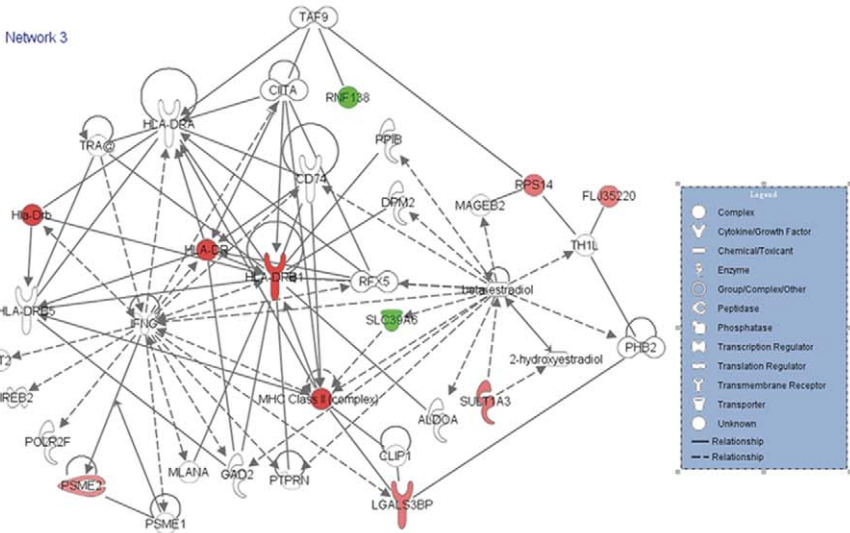 TAF9
Network 3
CIITA
RNF138
HLA-DRA
TRA@
PPIB
CD74
RPS14
DPM2
MAGEB2
FLJ35220
Hla-Drb
HLA-DR
TH1L
HLA-DRB1
RFX5
beta-estradiol
HLA-DRB5
IFNG
SLC39A6
PHB2
T2
2-hydroxyestradiol
IREB2
MHC Class II (complex)
SULT1A3
ALDOA
POLR2F
CLIP1
MLANA
GAD2
PTPRN
PSME2
LGALS3BP
PSME1
Legend
Complex
Cytokine/Growth Factor
Chemical/Toxicant
Enzyme
Group/Complex/Other
Peptidase
Phosphatase
Transcription Regulator
Translation Regulator
Transmembrane Receptor
Transporter
Unknown
Relationship
Relationship